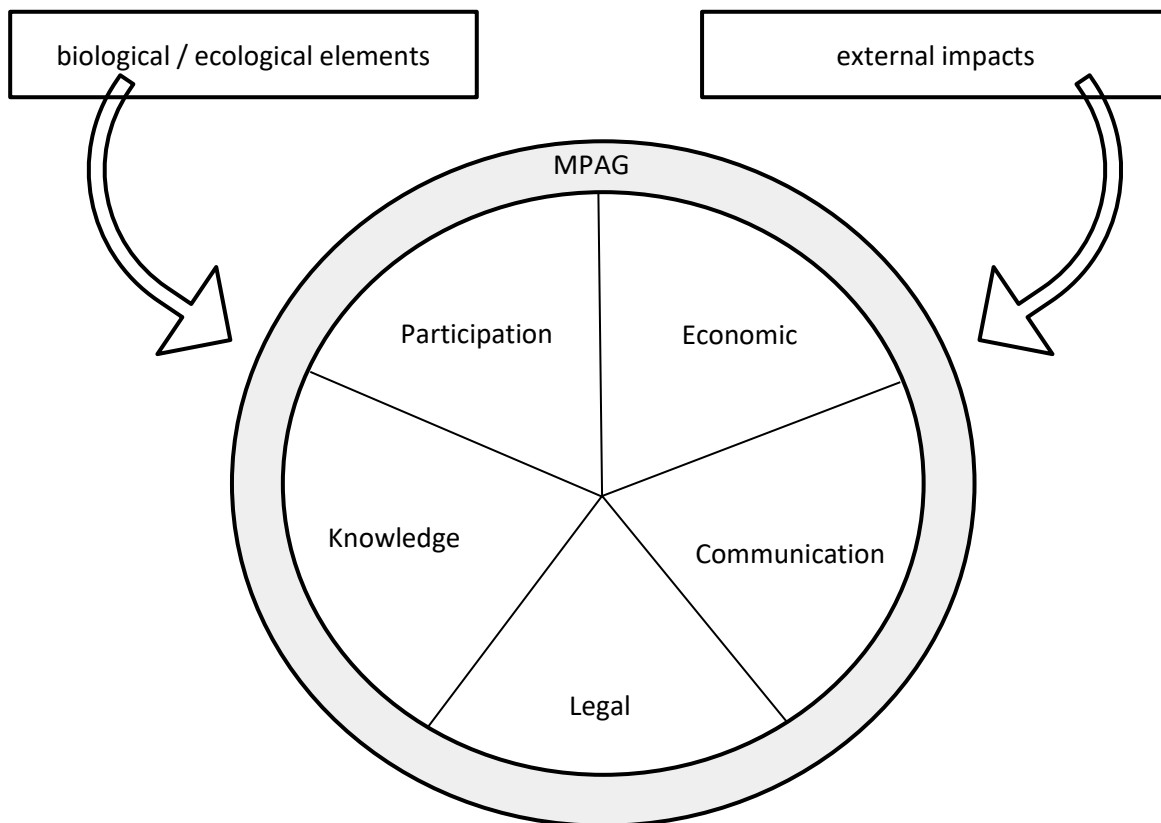 biological / ecological elements
external impacts
MPAG
Participation
Economic
Knowledge
Communication
Legal